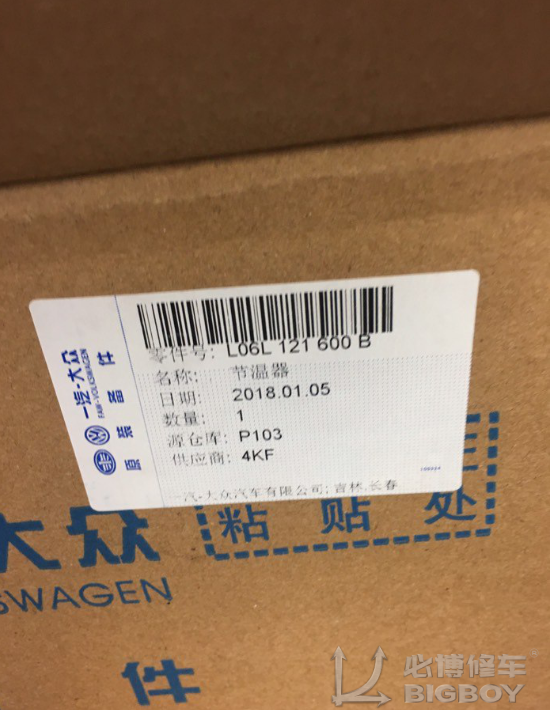 零件号: L06L 121 600 B
名称: 节温器
日期: 2018.01.05
数量: 1
源仓库: P103
供应商: 4KF
一汽-大众汽车有限公司; 吉林.长春
一汽-大众
FAW-VOLKSWAGEN
原装备件
粘贴处
大众
SWAGEN
件
必博修车
BIGBOY